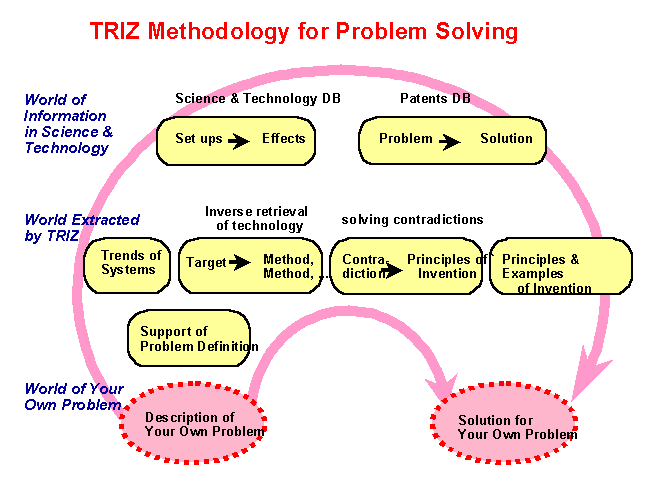 TRIZ Methodology for Problem Solving
World of
Information
in Science &
Technology
Science & Technology DB
Patents DB
Set ups
Effects
Problem
Solution
World Extracted
by TRIZ
Inverse retrieval
of technology
solving contradictions
Trends of
Systems
Target
Method,
Method, ...
Contra-
diction
Principles of
Invention
Principles &
Examples
of Invention
Support of
Problem Definition
World of Your
Own Problem
Description of
Your Own Problem
Solution for
Your Own Problem